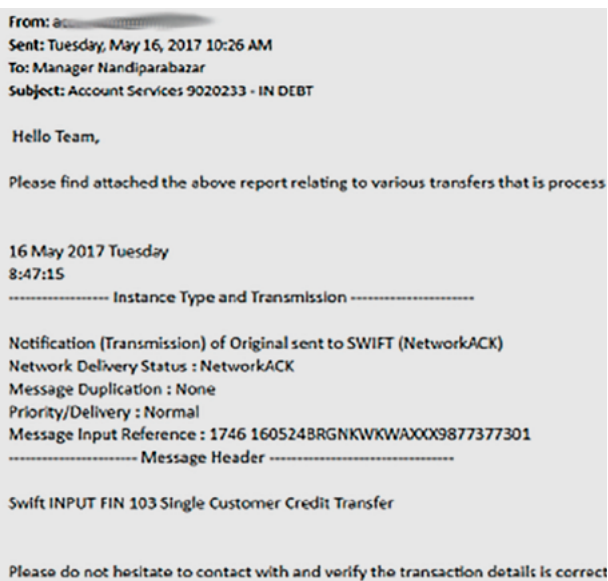 From:
Sent: Tuesday, May 16, 2017 10:26 AM
To: Manager Nandiparabazar
Subject: Account Services 9020233 - IN DEBT
Hello Team,
Please find attached the above report relating to various transfers that is process
16 May 2017 Tuesday
8:47:15
------------------ Instance Type and Transmission ----------------------
Notification (Transmission) of Original sent to SWIFT (NetworkACK)
Network Delivery Status : NetworkACK
Message Duplication : None
Priority/Delivery : Normal
Message Input Reference : 1746 160524BRGNKWKWAXXX9877377301
----------------------- Message Header ---------------------------------
Swift INPUT FIN 103 Single Customer Credit Transfer
Please do not hesitate to contact with and verify the transaction details is correct